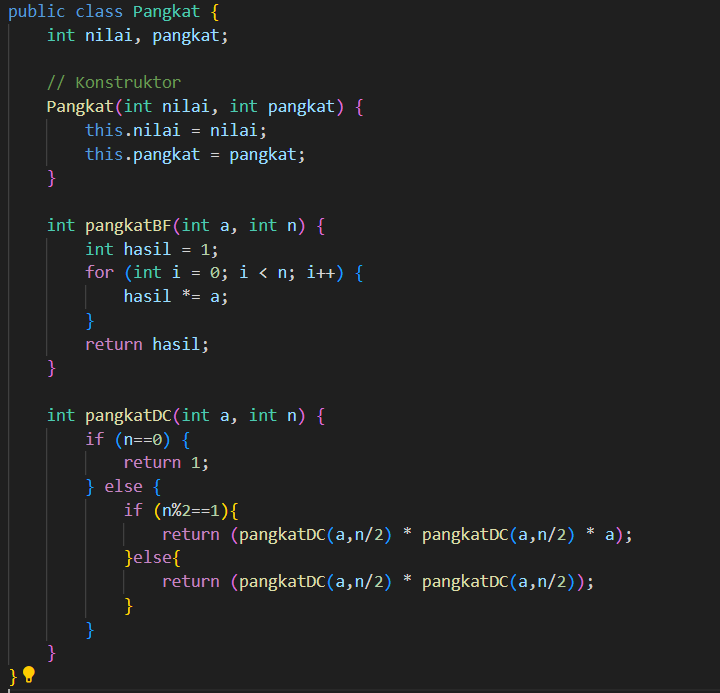 public class Pangkat {
    int nilai, pangkat;

    // Konstruktor
    Pangkat(int nilai, int pangkat) {
        this.nilai = nilai;
        this.pangkat = pangkat;
    }

    int pangkatBF(int a, int n) {
        int hasil = 1;
        for (int i = 0; i < n; i++) {
            hasil *= a;
        }
        return hasil;
    }

    int pangkatDC(int a, int n) {
        if (n==0) {
            return 1;
        } else {
            if (n%2==1){
                return (pangkatDC(a,n/2) * pangkatDC(a,n/2) * a);
            }else{
                return (pangkatDC(a,n/2) * pangkatDC(a,n/2));
            }
        }
    }
}